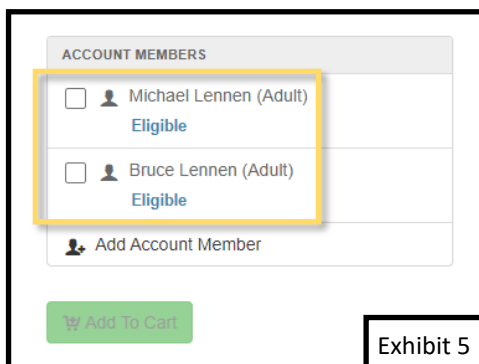 ACCOUNT MEMBERS
Michael Lennen (Adult)
Eligible
Bruce Lennen (Adult)
Eligible
Add Account Member
Add To Cart
Exhibit 5